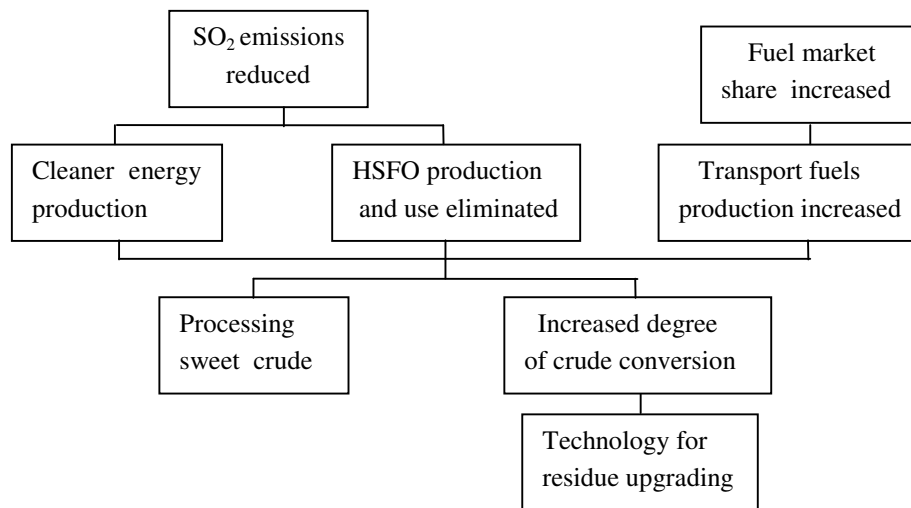 SO₂ emissions
reduced
Fuel market
share increased
Cleaner energy
production
HSFO production
and use eliminated
Transport fuels
production increased
Processing
sweet crude
Increased degree
of crude conversion
Technology for
residue upgrading